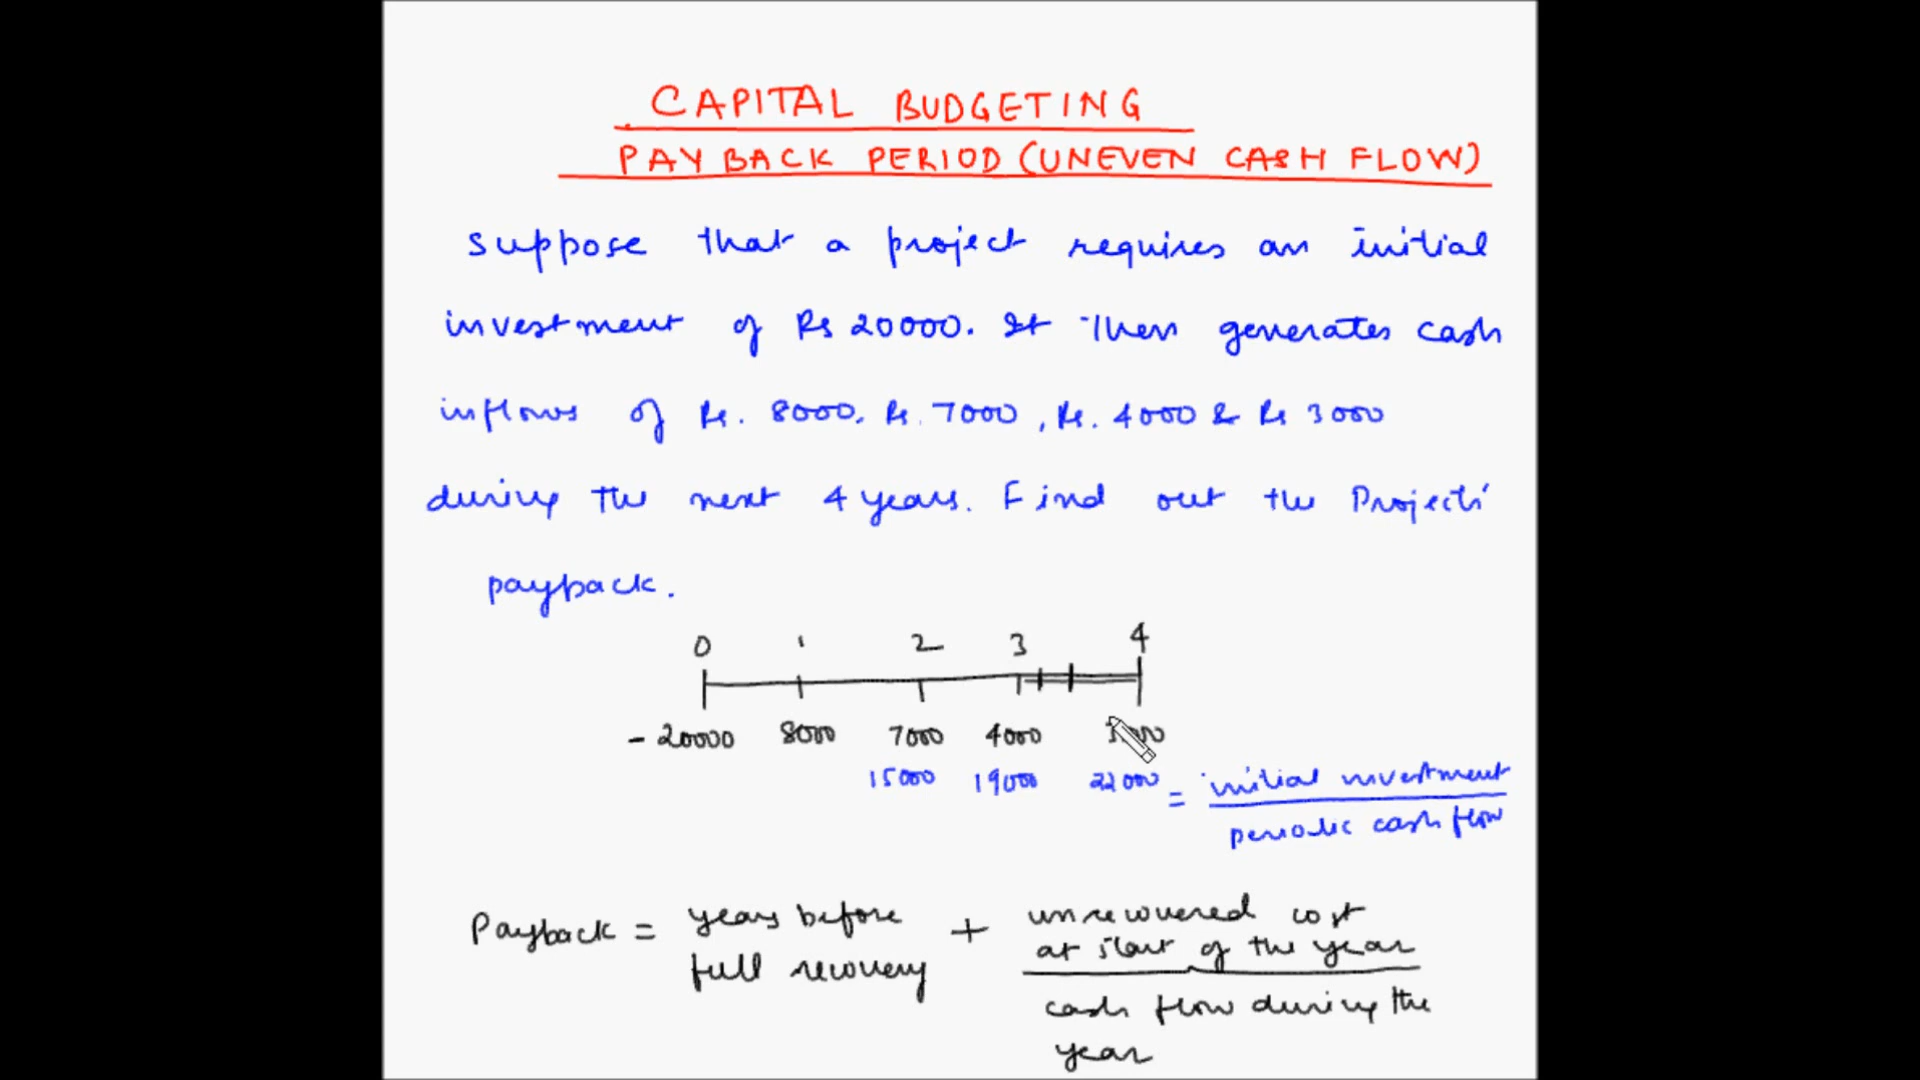 CAPITAL BUDGETING
PAYBACK PERIOD (UNEVEN CASH FLOW)
Suppose that a project requires an initial
investment of Rs 20000. It then generates cash
inflows of Rs. 8000, Rs. 7000, Rs. 4000 & Rs 3000
during the next 4 years. Find out the Projects'
payback.
0 1 2 3 4
- 20000 8000 7000 4000
15000 19000 22000 = initial investment
periodic cash flow
Payback = years before + unrecovered cost
full recovery at start of the year
cash flow during the
year